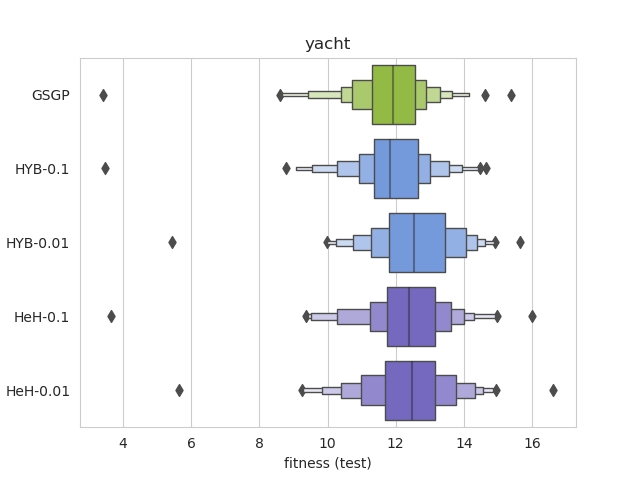 yacht
GSGP
HYB-0.1
HYB-0.01
HeH-0.1
HeH-0.01
4 6 8 10 12 14 16
fitness (test)